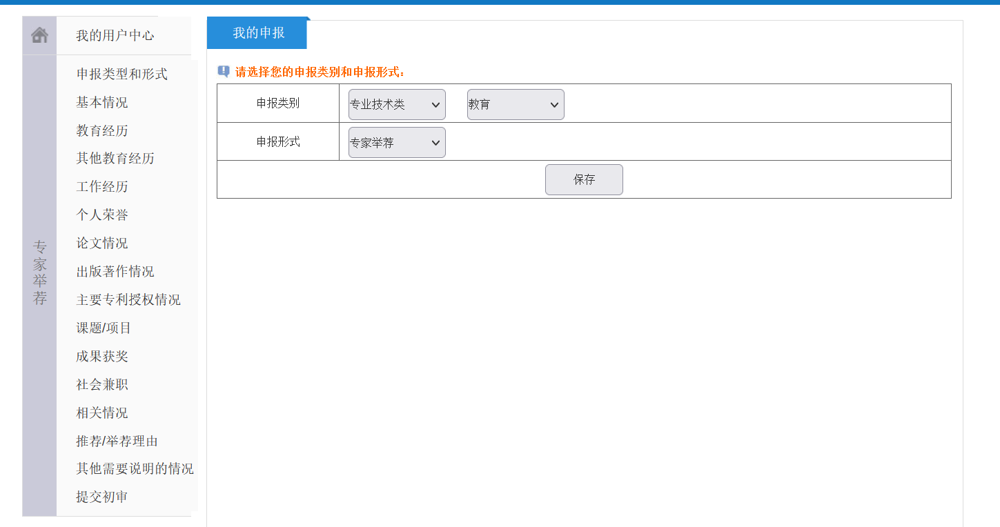 我的用户中心
专家举荐
申报类型和形式
基本情况
教育经历
其他教育经历
工作经历
个人荣誉
论文情况
出版著作情况
主要专利授权情况
课题/项目
成果获奖
社会兼职
相关情况
推荐/举荐理由
其他需要说明的情况
提交初审
我的申报
请选择您的申报类别和申报形式：
申报类别 专业技术类 教育
申报形式 专家举荐
保存